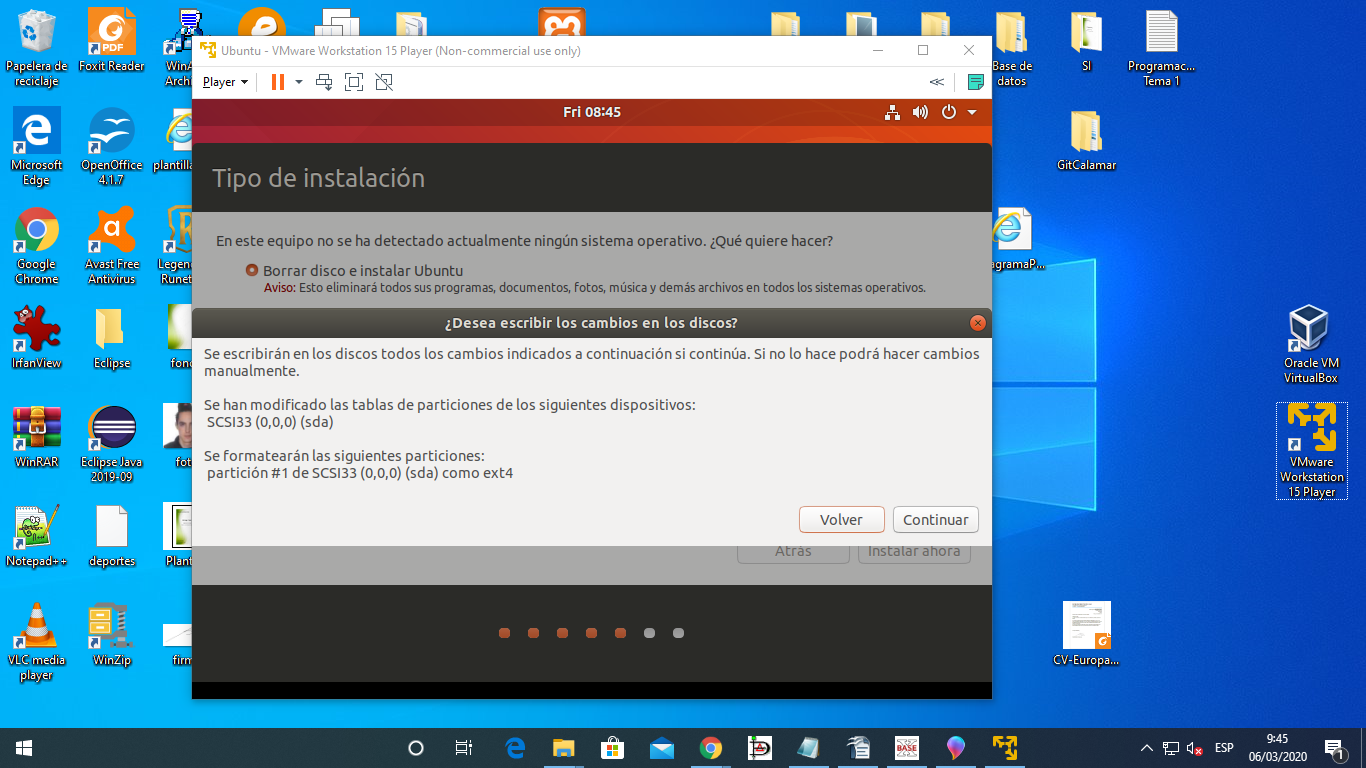 Papelera de
reciclaje
Foxit Reader
WinA
Archi
Base de
datos
SI
Programac...
Tema 1
Ubuntu - VMware Workstation 15 Player (Non-commercial use only)
Player
Fri 08:45
Microsoft
Edge
OpenOffice
4.1.7
plantilla
GitCalamar
Tipo de instalación
En este equipo no se ha detectado actualmente ningún sistema operativo. ¿Qué quiere hacer?
Borrar disco e instalar Ubuntu
Aviso: Esto eliminará todos sus programas, documentos, fotos, música y demás archivos en todos los sistemas operativos.
Google
Chrome
Avast Free
Antivirus
Legen
Runet
agramaP...
¿Desea escribir los cambios en los discos?
Se escribirán en los discos todos los cambios indicados a continuación si continúa. Si no lo hace podrá hacer cambios
manualmente.
Se han modificado las tablas de particiones de los siguientes dispositivos:
SCSI33 (0,0,0) (sda)
Se formatearán las siguientes particiones:
partición #1 de SCSI33 (0,0,0) (sda) como ext4
Volver
Continuar
Atrás
Instalar ahora
IrfanView
Eclipse
fond
Oracle VM
VirtualBox
WinRAR
Eclipse Java
2019-09
fot
VMware
Workstation
15 Player
Notepad++
deportes
Plant
VLC media
player
WinZip
firm
CV-Europa...
BASE
ESP
9:45
06/03/2020
1